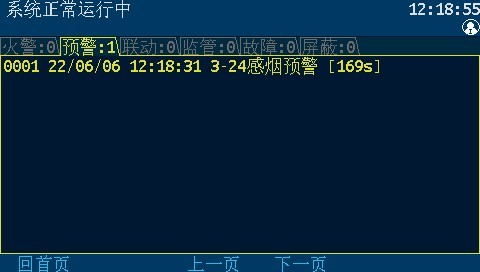 系统正常运行中 12:18:55
火警:0 预警:1 联动:0 监管:0 故障:0 屏蔽:0
0001 22/06/06 12:18:31 3-24感烟预警 [169s]
回首页 上一页 下一页